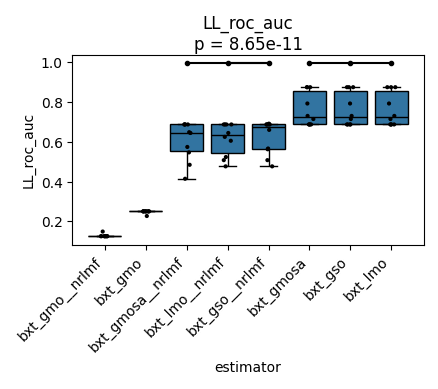 LL_roc_auc
p = 8.65e-11
1.0
0.8
0.6
0.4
0.2
LL_roc_auc
bxt_gmo__nrlmf
bxt_gmo
bxt_gmosa__nrlmf
bxt_lmo__nrlmf
bxt_gso__nrlmf
bxt_gmosa
bxt_gso
bxt_lmo
estimator